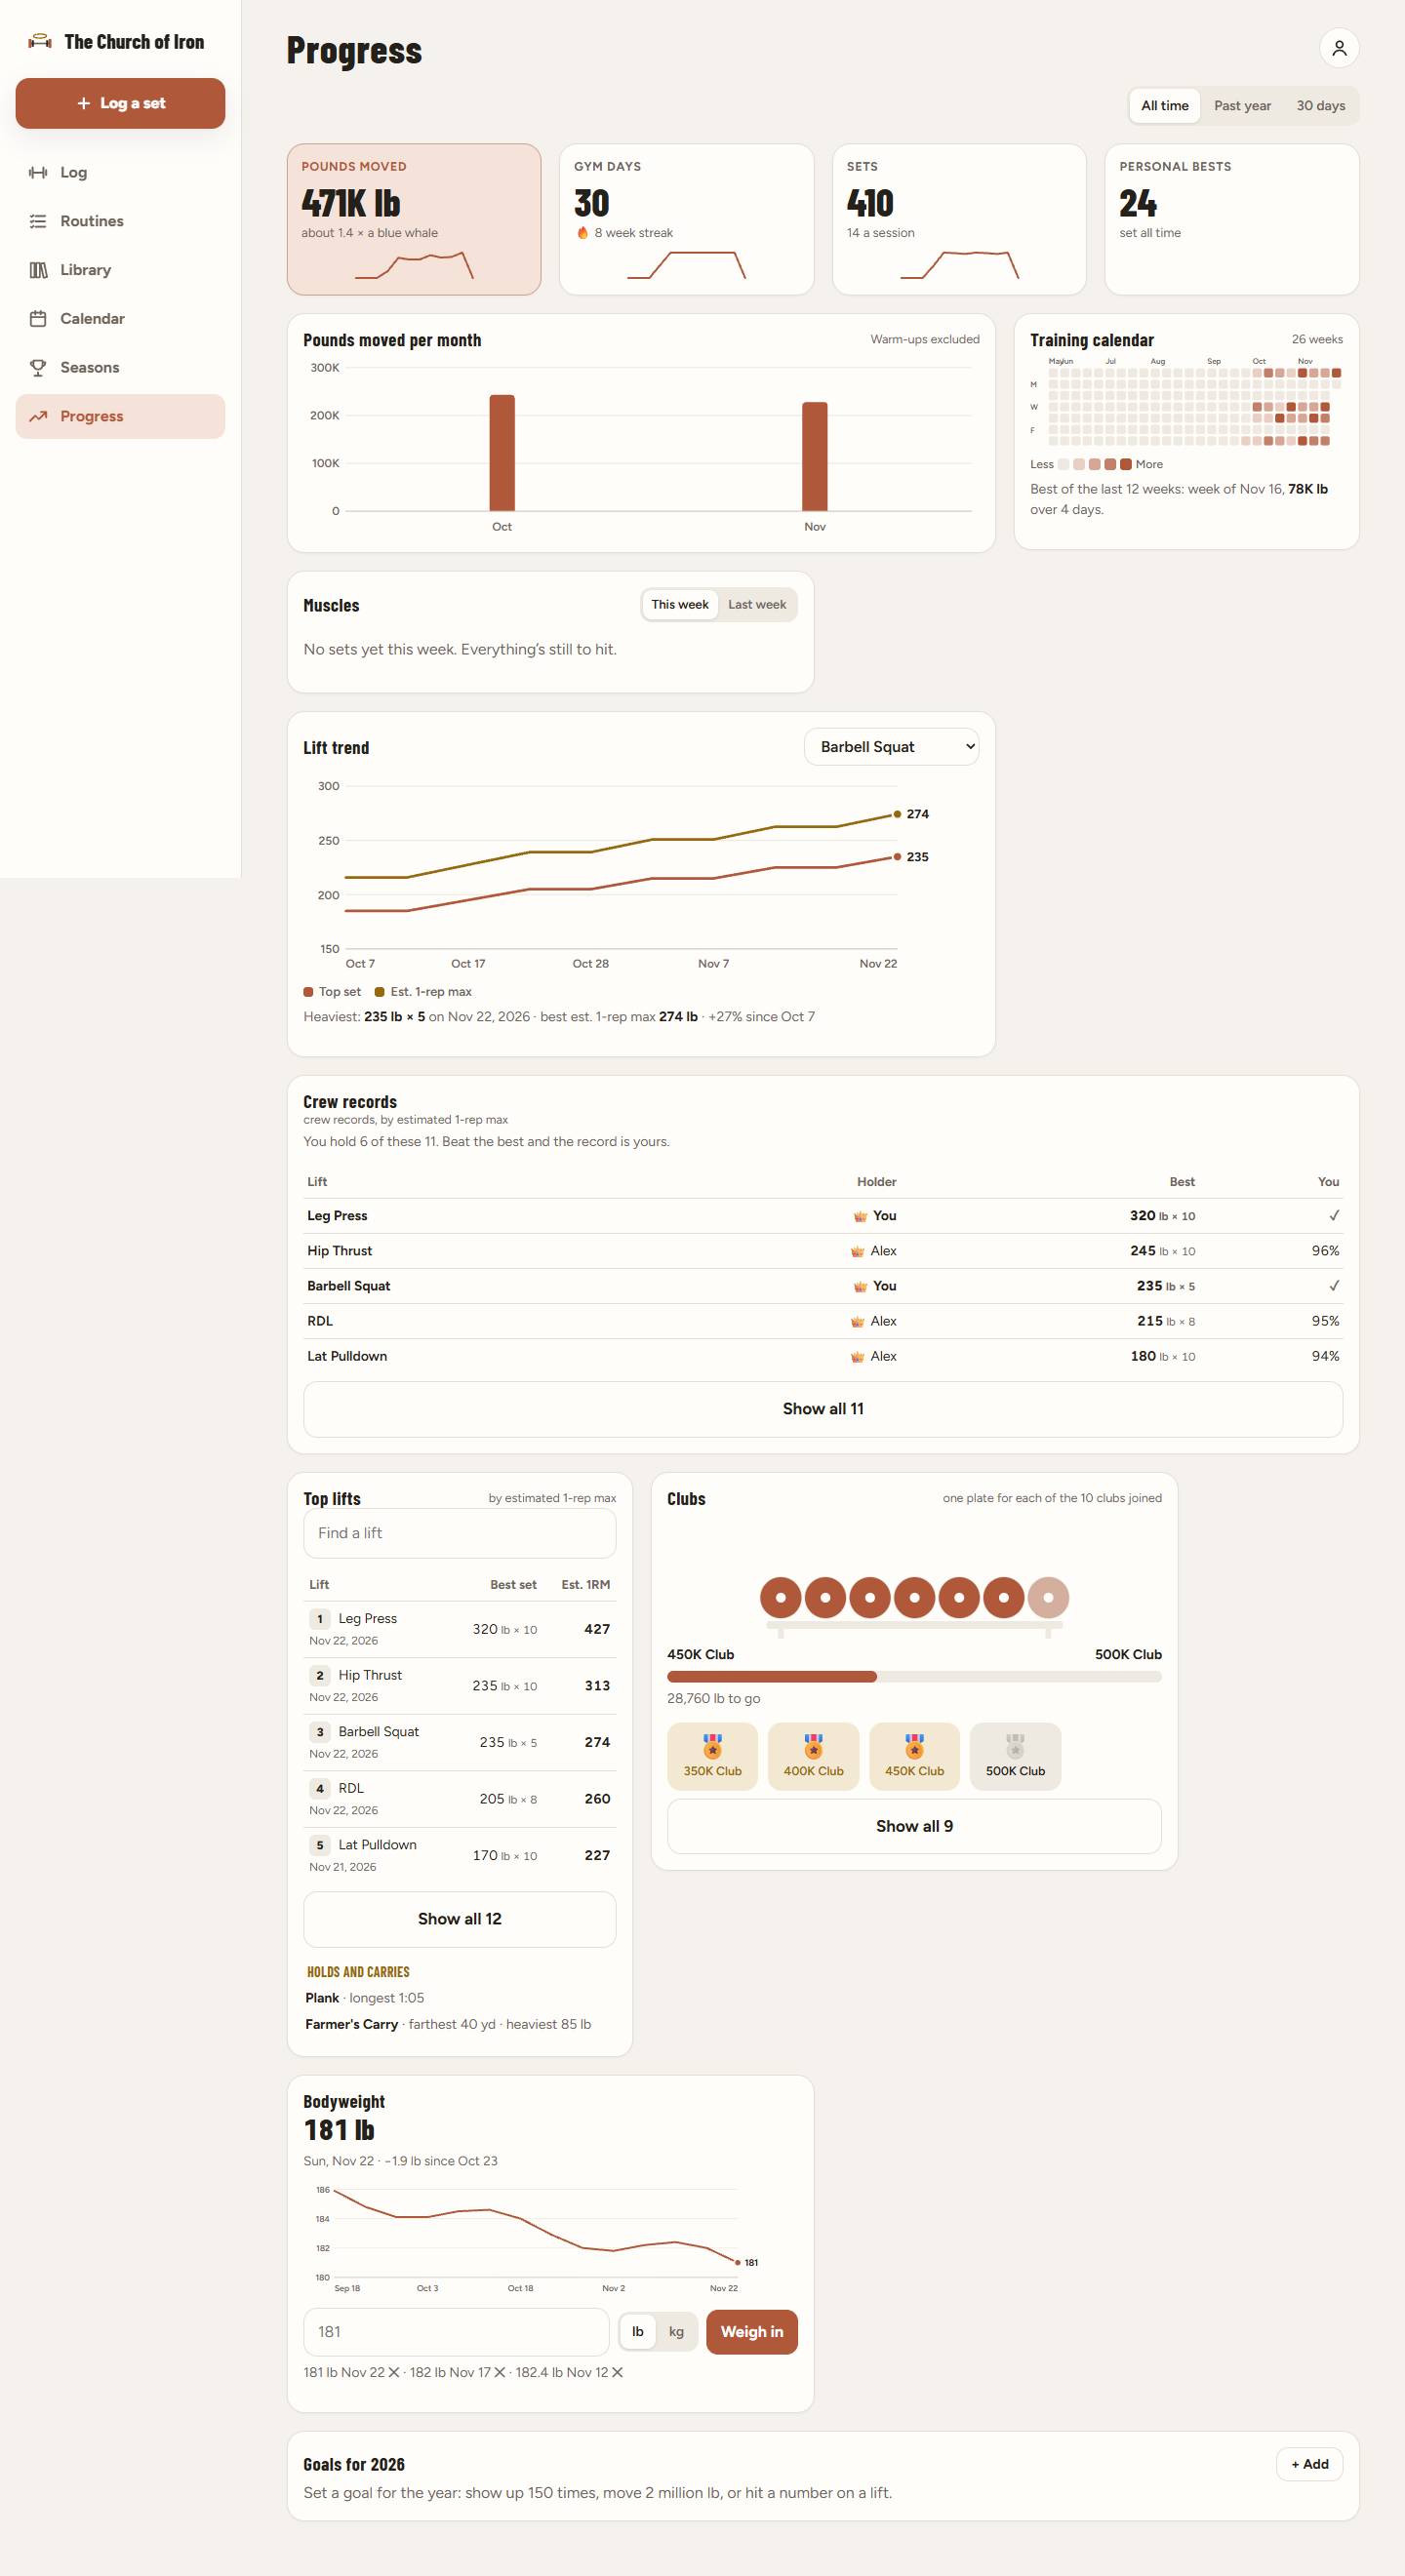 The Church of Iron
+ Log a set
Log
Routines
Library
Calendar
Seasons
Progress
Progress
All time Past year 30 days
POUNDS MOVED
471K lb
about 1.4 × a blue whale
GYM DAYS
30
🔥 8 week streak
SETS
410
14 a session
PERSONAL BESTS
24
set all time
Pounds moved per month Warm-ups excluded
300K
200K
100K
0
Oct Nov
Training calendar 26 weeks
May Jun Jul Aug Sep Oct Nov
M
W
F
Less More
Best of the last 12 weeks: week of Nov 16, 78K lb
over 4 days.
Muscles This week Last week
No sets yet this week. Everything's still to hit.
Lift trend Barbell Squat
300
250
200
150
274
235
Oct 7 Oct 17 Oct 28 Nov 7 Nov 22
Top set Est. 1-rep max
Heaviest: 235 lb × 5 on Nov 22, 2026 · best est. 1-rep max 274 lb · +27% since Oct 7
Crew records
crew records, by estimated 1-rep max
You hold 6 of these 11. Beat the best and the record is yours.
Lift Holder Best You
Leg Press You 320 lb × 10 ✓
Hip Thrust Alex 245 lb × 10 96%
Barbell Squat You 235 lb × 5 ✓
RDL Alex 215 lb × 8 95%
Lat Pulldown Alex 180 lb × 10 94%
Show all 11
Top lifts by estimated 1-rep max
Find a lift
Lift Best set Est. 1RM
1 Leg Press 320 lb × 10 427
Nov 22, 2026
2 Hip Thrust 235 lb × 10 313
Nov 22, 2026
3 Barbell Squat 235 lb × 5 274
Nov 22, 2026
4 RDL 205 lb × 8 260
Nov 22, 2026
5 Lat Pulldown 170 lb × 10 227
Nov 21, 2026
Show all 12
HOLDS AND CARRIES
Plank · longest 1:05
Farmer's Carry · farthest 40 yd · heaviest 85 lb
Clubs one plate for each of the 10 clubs joined
450K Club 500K Club
28,760 lb to go
350K Club 400K Club 450K Club 500K Club
Show all 9
Bodyweight
181 lb
Sun, Nov 22 · −1.9 lb since Oct 23
186
184
182
180
181
Sep 18 Oct 3 Oct 18 Nov 2 Nov 22
181 lb kg Weigh in
181 lb Nov 22 ✕ · 182 lb Nov 17 ✕ · 182.4 lb Nov 12 ✕
Goals for 2026 + Add
Set a goal for the year: show up 150 times, move 2 million lb, or hit a number on a lift.